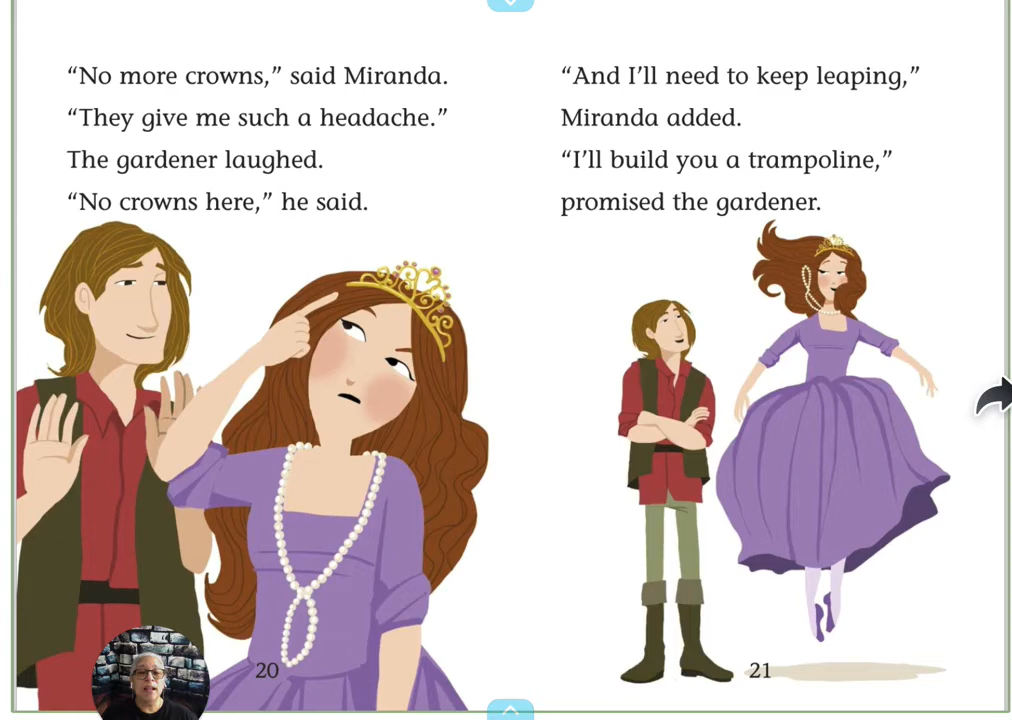 “No more crowns,” said Miranda.
“They give me such a headache.”
The gardener laughed.
“No crowns here,” he said.
20
“And I’ll need to keep leaping,”
Miranda added.
“I’ll build you a trampoline,”
promised the gardener.
21